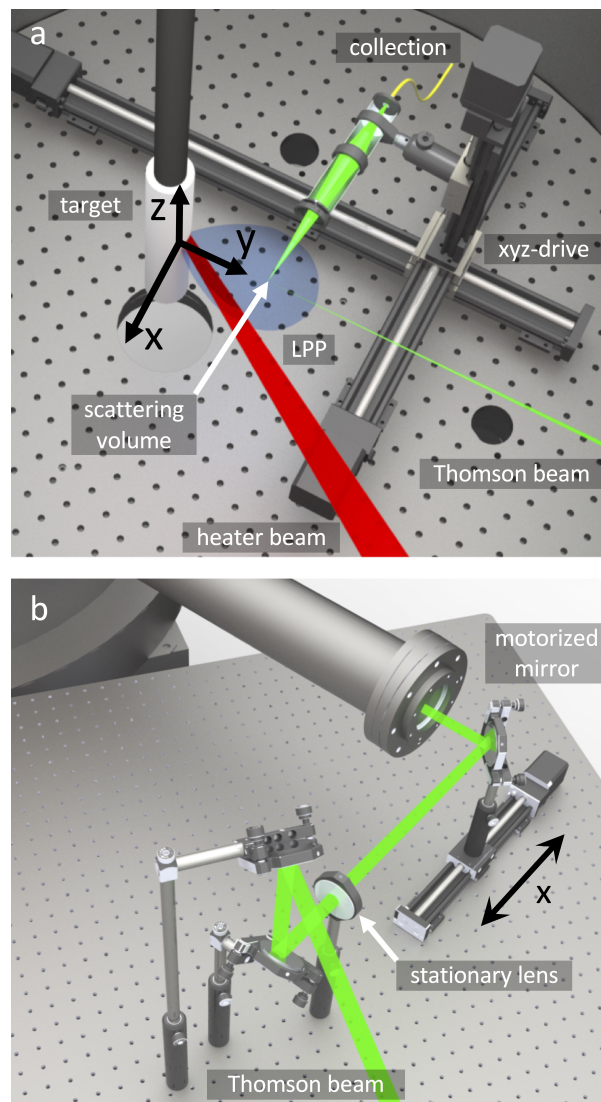 a
collection
target
z
y
xyz-drive
x
LPP
scattering
volume
Thomson beam
heater beam
b
motorized
mirror
x
stationary lens
Thomson beam